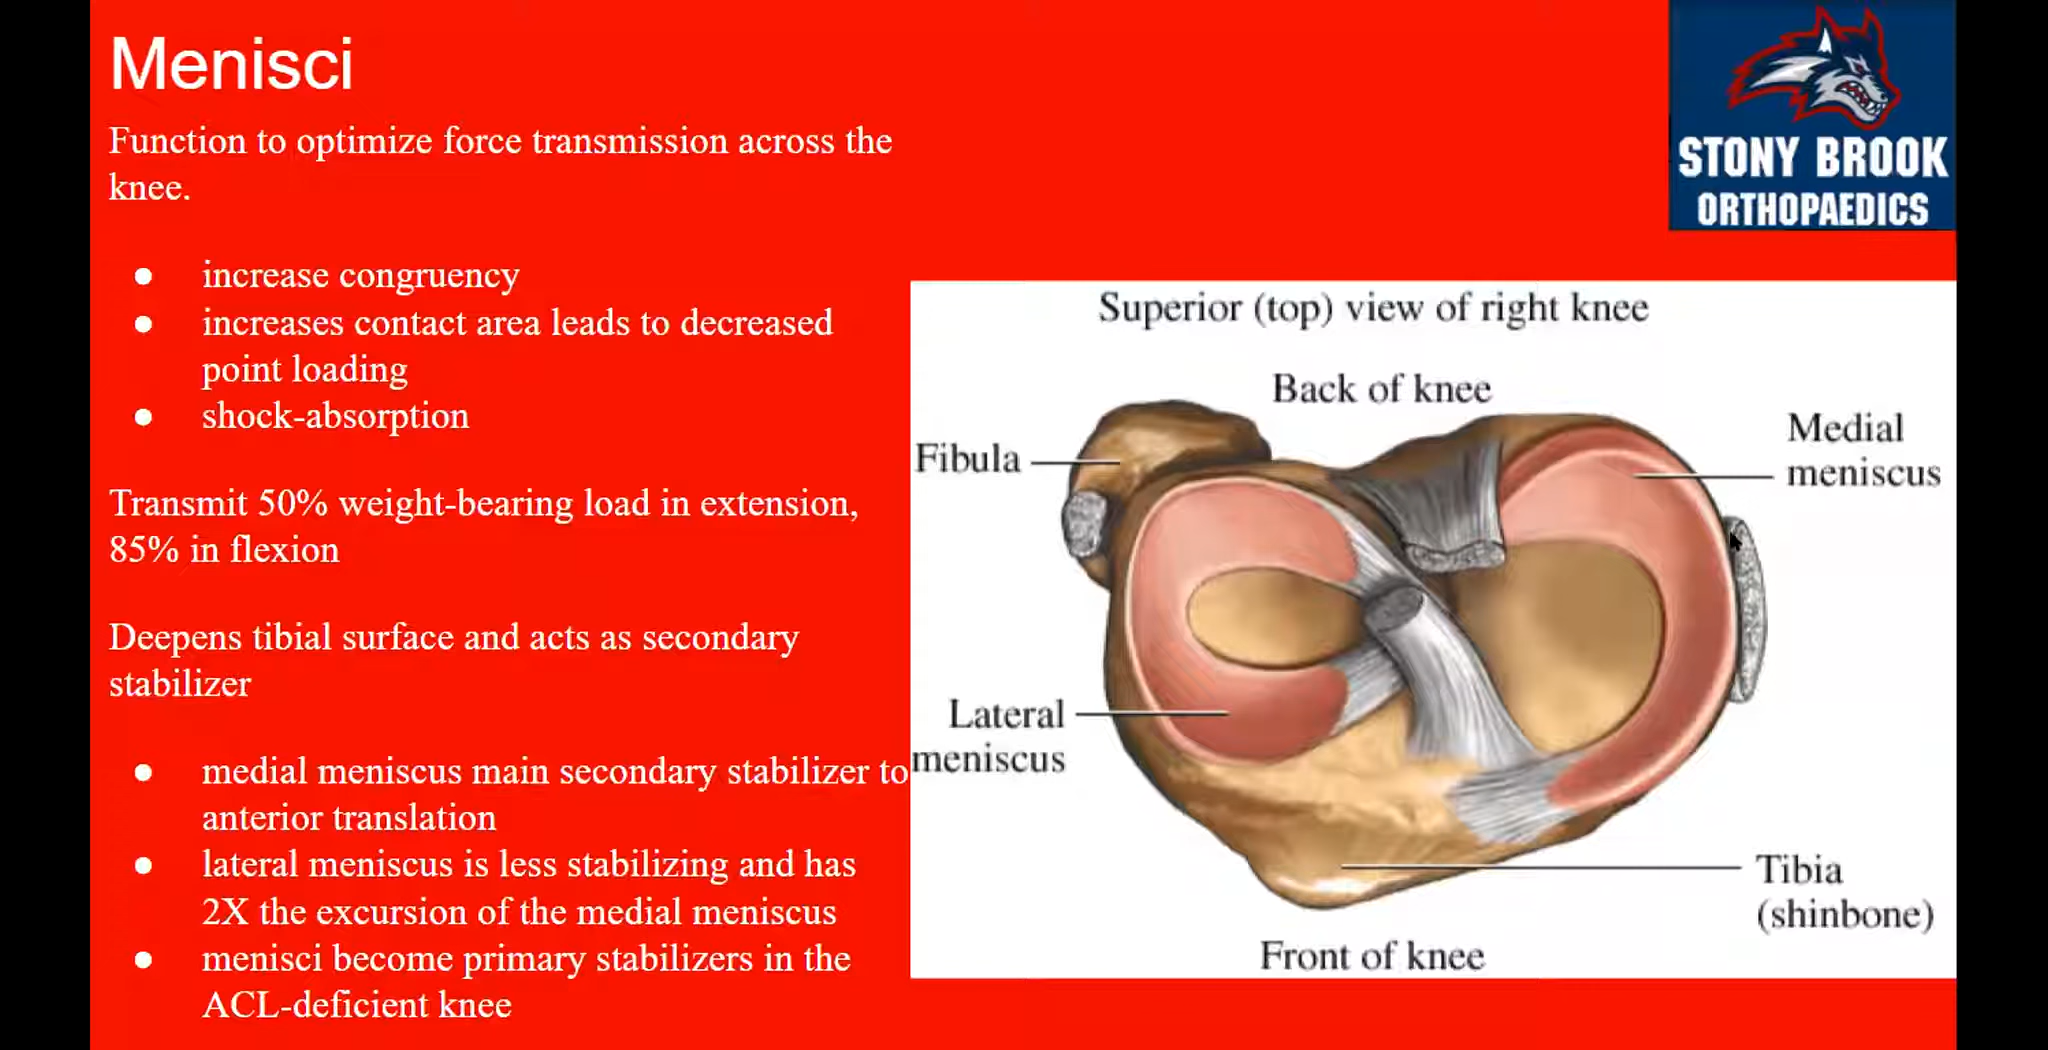 Menisci
Function to optimize force transmission across the
knee.
● increase congruency
● increases contact area leads to decreased
point loading
● shock-absorption
Transmit 50% weight-bearing load in extension,
85% in flexion
Deepens tibial surface and acts as secondary
stabilizer
● medial meniscus main secondary stabilizer to
anterior translation
● lateral meniscus is less stabilizing and has
2X the excursion of the medial meniscus
● menisci become primary stabilizers in the
ACL-deficient knee
STONY BROOK
ORTHOPAEDICS
Superior (top) view of right knee
Back of knee
Fibula
Medial
meniscus
Lateral
meniscus
Tibia
(shinbone)
Front of knee